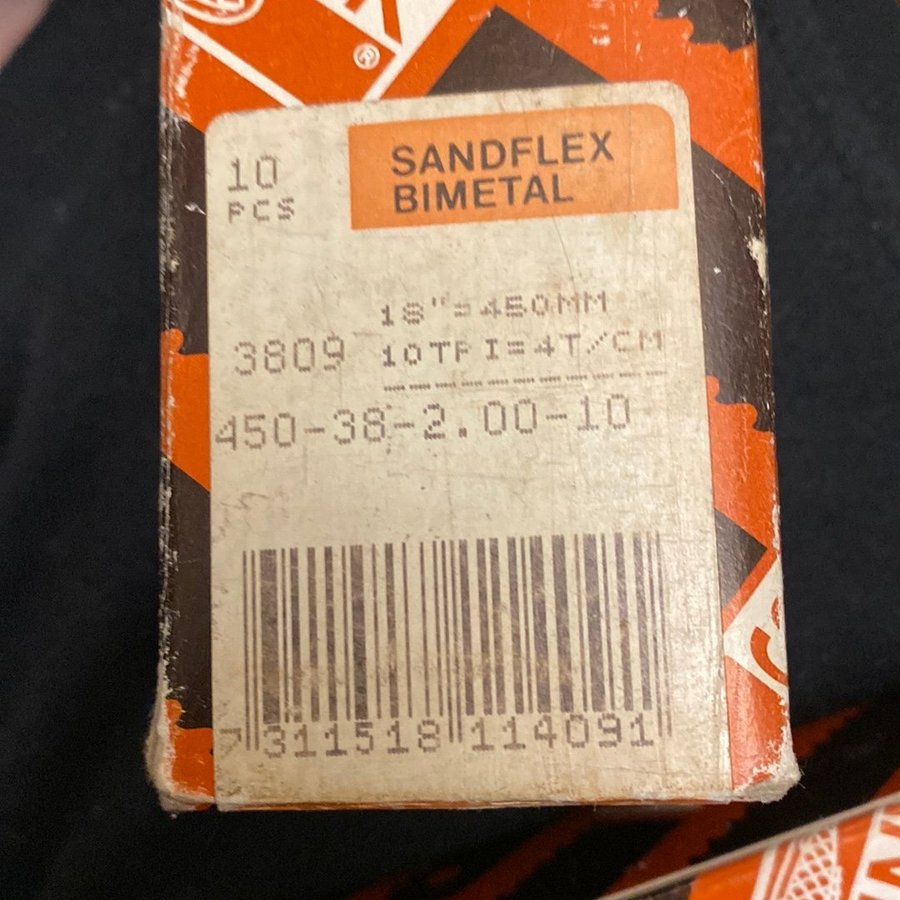 ®
10
PCS
SANDFLEX
BIMETAL
18"=450MM
3809
10TPI=4T/CM
450-38-2.00-10
7 311518 114091